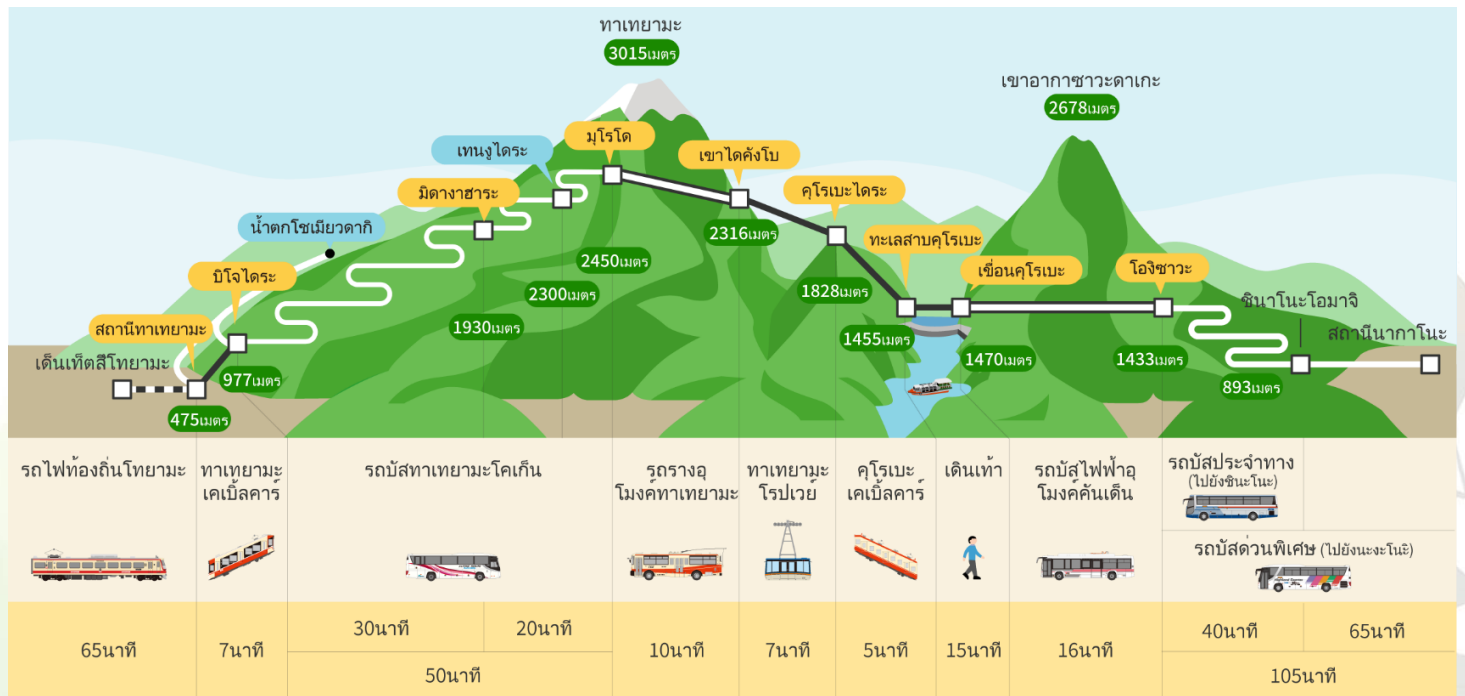 ทาเทยามะ
3015เมตร
เขาอากาซาวะดาเกะ
2678เมตร
มุโรโด
เทนงูไดระ
เขาไดคังโบ
มิดางาฮาระ
คุโรเบะไดระ
น้ำตกโชเมียวดากิ
2316เมตร
ทะเลสาบคุโรเบะ
2450เมตร
บิโจไดระ
เขื่อนคุโรเบะ
โอกิซาวะ
2300เมตร
1828เมตร
ชินาโนะโอมาจิ
1930เมตร
สถานีทาเทยามะ
1455เมตร
สถานีนากาโนะ
เด็นเท็ตสึโทยามะ
1470เมตร
1433เมตร
977เมตร
893เมตร
475เมตร
รถไฟท้องถิ่นโทยามะ
ทาเทยามะ
เคเบิ้ลคาร์
รถบัสทาเทยามะโคเก็น
รถรางอุ
โมงค์ทาเทยามะ
ทาเทยามะ
โรปเวย์
คุโรเบะ
เคเบิ้ลคาร์
เดินเท้า
รถบัสไฟฟ้าอุ
โมงค์คันเด็น
รถบัสประจำทาง
(ไปยังชินะโนะ)
รถบัสด่วนพิเศษ (ไปยังนะงะโนะ)
65นาที
7นาที
30นาที
20นาที
50นาที
10นาที
7นาที
5นาที
15นาที
16นาที
40นาที
65นาที
105นาที